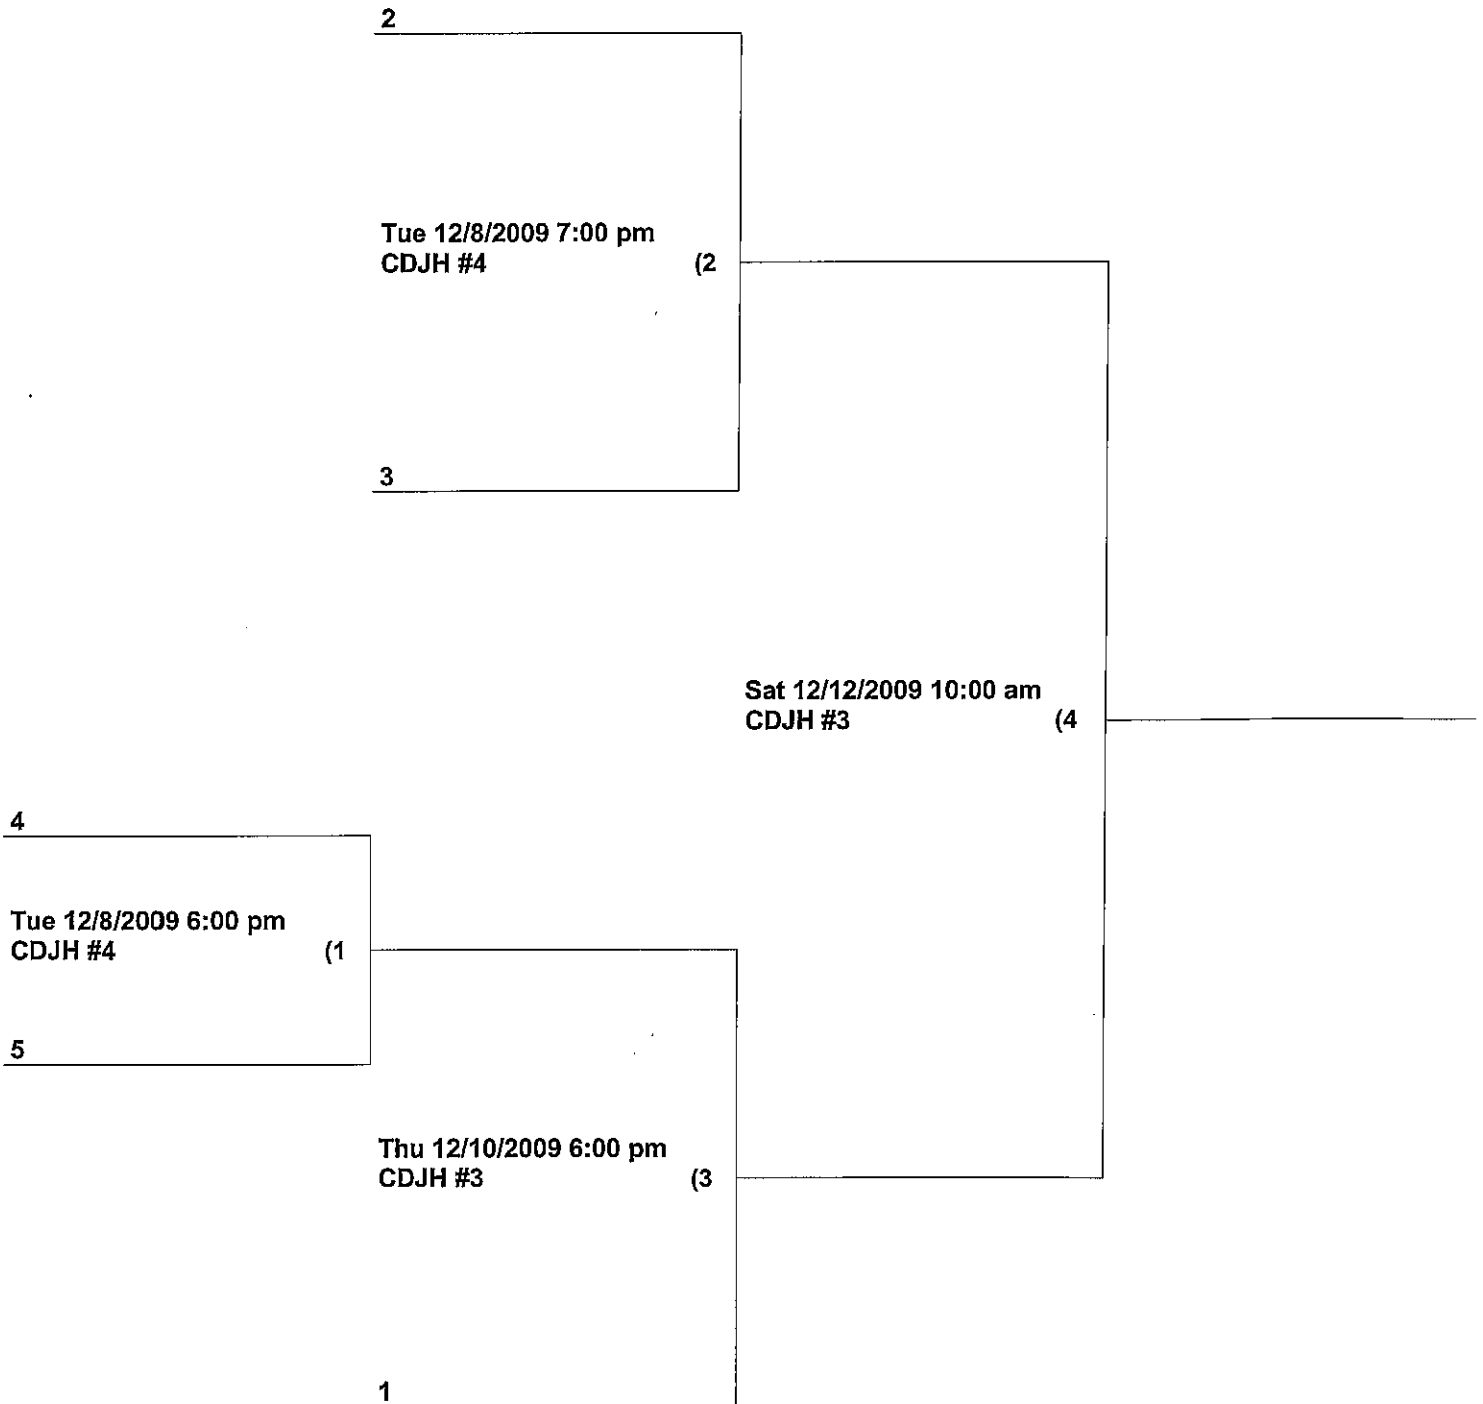 2
Tue 12/8/2009 7:00 pm
CDJH #4 (2
3
Sat 12/12/2009 10:00 am
CDJH #3 (4
4
Tue 12/8/2009 6:00 pm
CDJH #4 (1
5
Thu 12/10/2009 6:00 pm
CDJH #3 (3
1